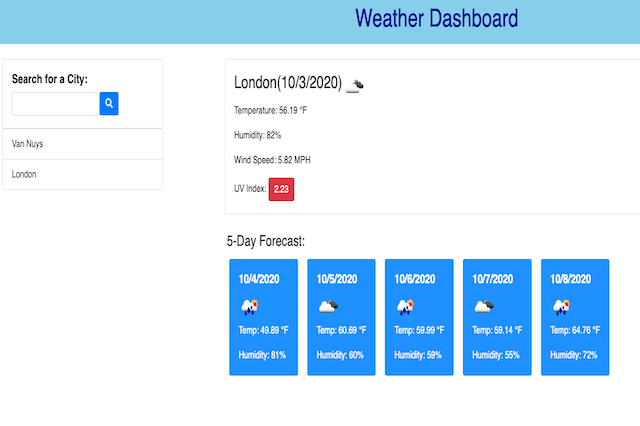 Weather Dashboard
Search for a City:
Van Nuys
London
London(10/3/2020)
Temperature: 56.19 °F
Humidity: 82%
Wind Speed: 5.82 MPH
UV Index: 2.23
5-Day Forecast:
10/4/2020
Temp: 49.89 °F
Humidity: 81%
10/5/2020
Temp: 60.69 °F
Humidity: 60%
10/6/2020
Temp: 59.99 °F
Humidity: 59%
10/7/2020
Temp: 59.14 °F
Humidity: 55%
10/8/2020
Temp: 64.76 °F
Humidity: 72%